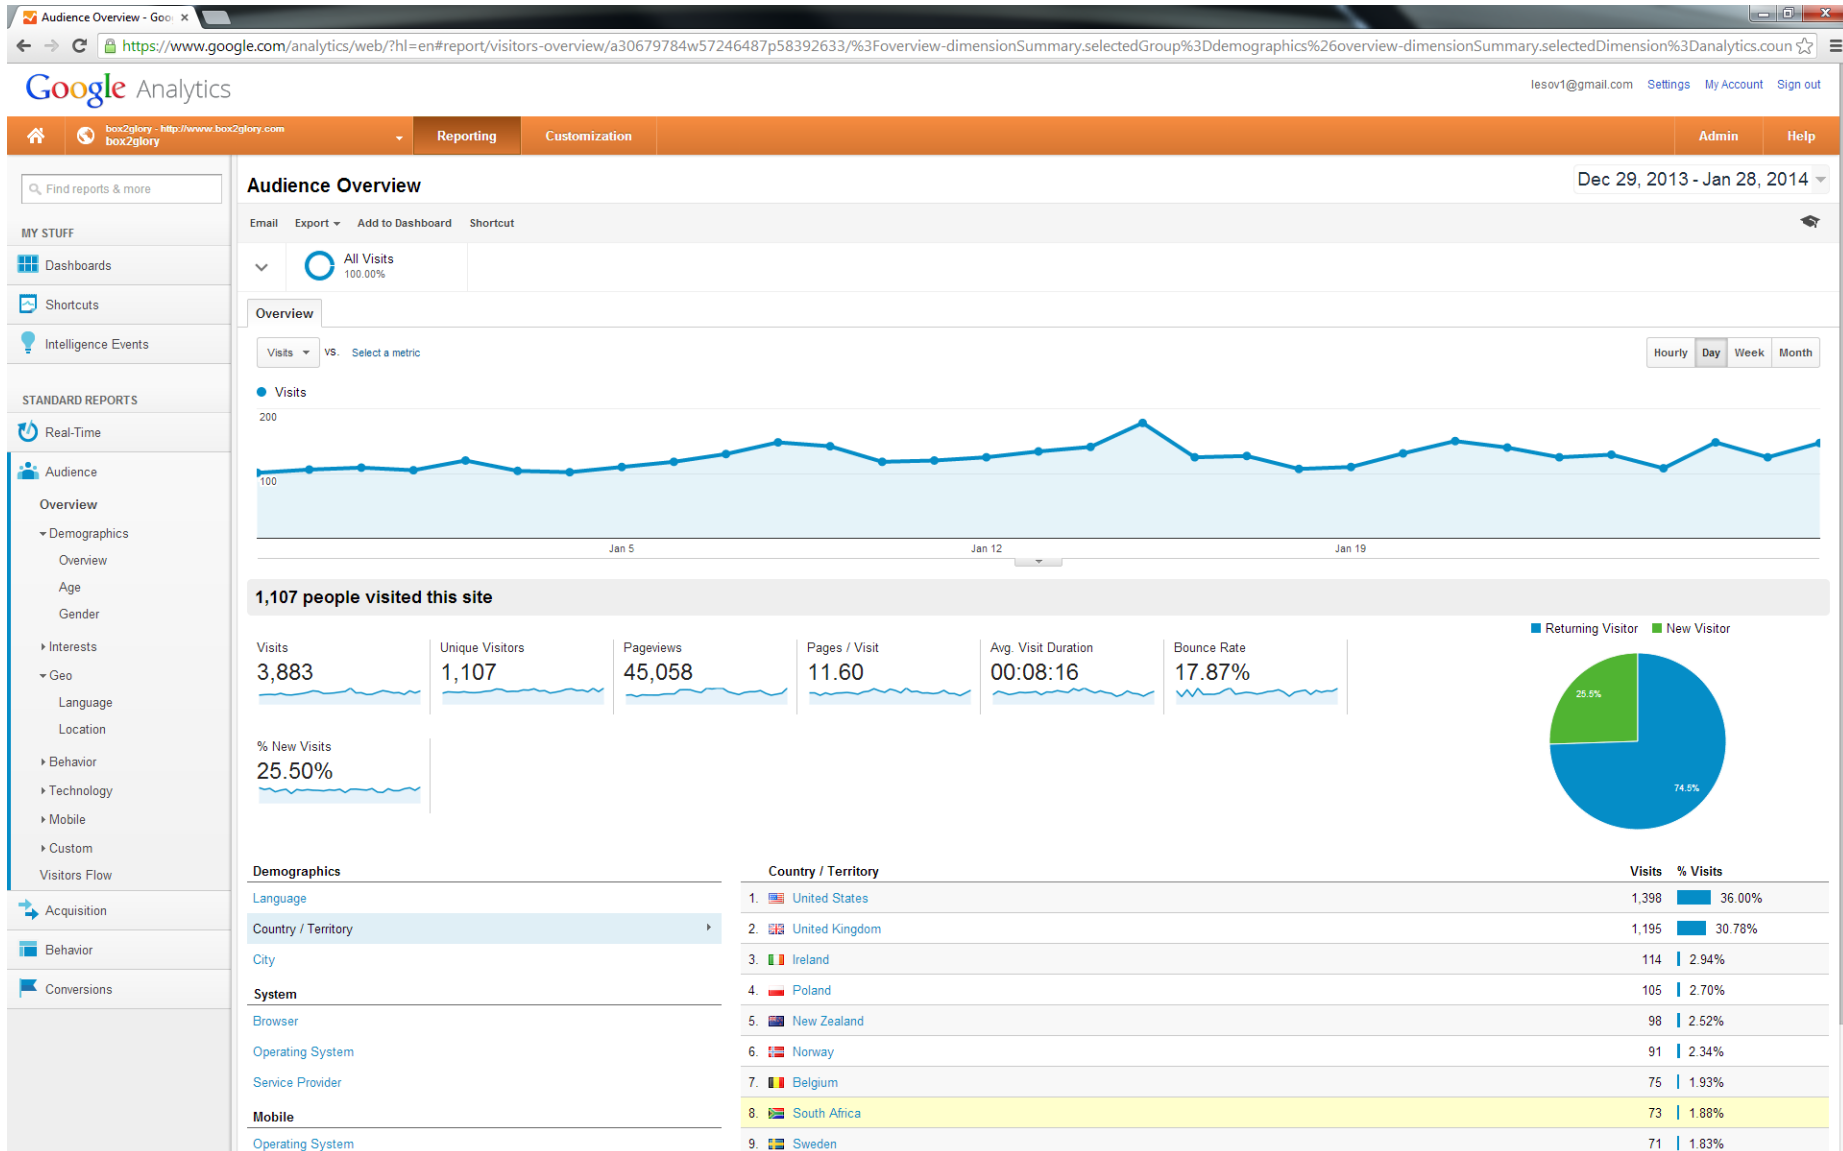 Audience Overview - Goo
https://www.google.com/analytics/web/?hl=en#report/visitors-overview/a30679784w57246487p58392633/%3Foverview-dimensionSummary.selectedGroup%3Ddemographics%26overview-dimensionSummary.selectedDimension%3Danalytics.coun
Google Analytics
lesov1@gmail.com Settings My Account Sign out
box2glory - http://www.box2glory.com
box2glory
Reporting Customization Admin Help
Find reports & more
Audience Overview
Dec 29, 2013 - Jan 28, 2014
Email Export Add to Dashboard Shortcut
MY STUFF
Dashboards
Shortcuts
Intelligence Events
STANDARD REPORTS
Real-Time
Audience
Overview
Demographics
Overview
Age
Gender
Interests
Geo
Language
Location
Behavior
Technology
Mobile
Custom
Visitors Flow
Acquisition
Behavior
Conversions
All Visits
100.00%
Overview
Visits VS. Select a metric
Hourly Day Week Month
Visits
200
100
Jan 5 Jan 12 Jan 19
1,107 people visited this site
Visits
3,883
Unique Visitors
1,107
Pageviews
45,058
Pages / Visit
11.60
Avg. Visit Duration
00:08:16
Bounce Rate
17.87%
% New Visits
25.50%
Returning Visitor New Visitor
25.5%
74.5%
Demographics
Language
Country / Territory
City
System
Browser
Operating System
Service Provider
Mobile
Operating System
Country / Territory Visits % Visits
1. United States 1,398 36.00%
2. United Kingdom 1,195 30.78%
3. Ireland 114 2.94%
4. Poland 105 2.70%
5. New Zealand 98 2.52%
6. Norway 91 2.34%
7. Belgium 75 1.93%
8. South Africa 73 1.88%
9. Sweden 71 1.83%